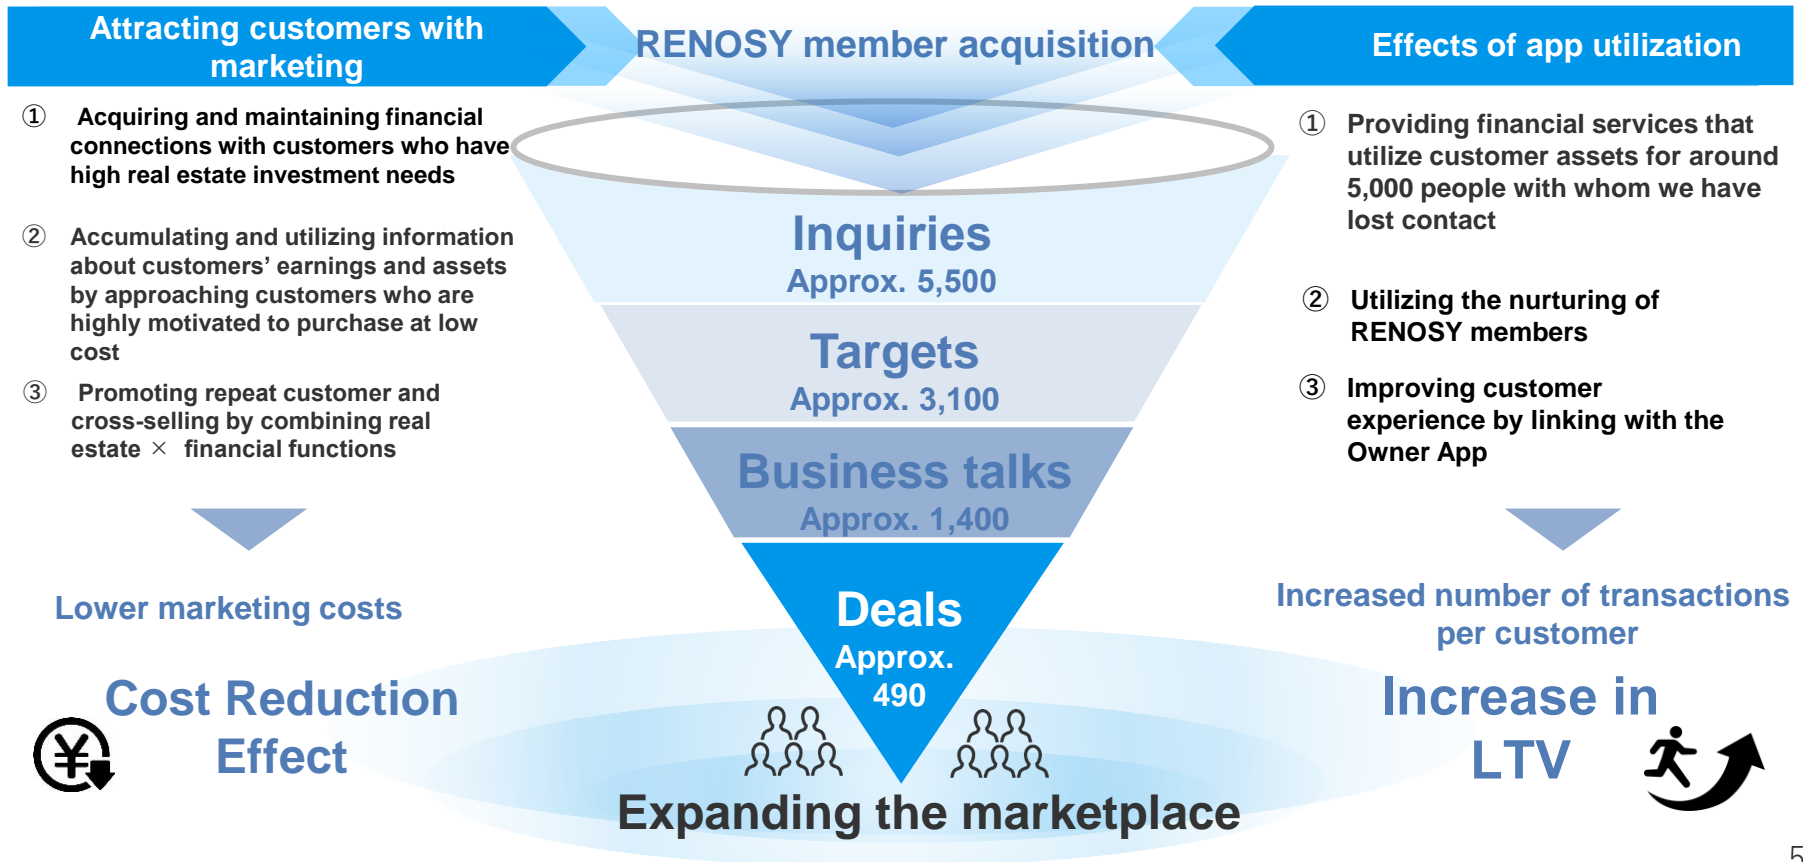 Attracting customers with
marketing
RENOSY member acquisition
Effects of app utilization
① Acquiring and maintaining financial
connections with customers who have
high real estate investment needs
② Accumulating and utilizing information
about customers’ earnings and assets
by approaching customers who are
highly motivated to purchase at low
cost
③ Promoting repeat customer and
cross-selling by combining real
estate × financial functions
Lower marketing costs
Cost Reduction
Effect
¥
Inquiries
Approx. 5,500
Targets
Approx. 3,100
Business talks
Approx. 1,400
Deals
Approx.
490
Expanding the marketplace
① Providing financial services that
utilize customer assets for around
5,000 people with whom we have
lost contact
② Utilizing the nurturing of
RENOSY members
③ Improving customer
experience by linking with the
Owner App
Increased number of transactions
per customer
Increase in
LTV
5